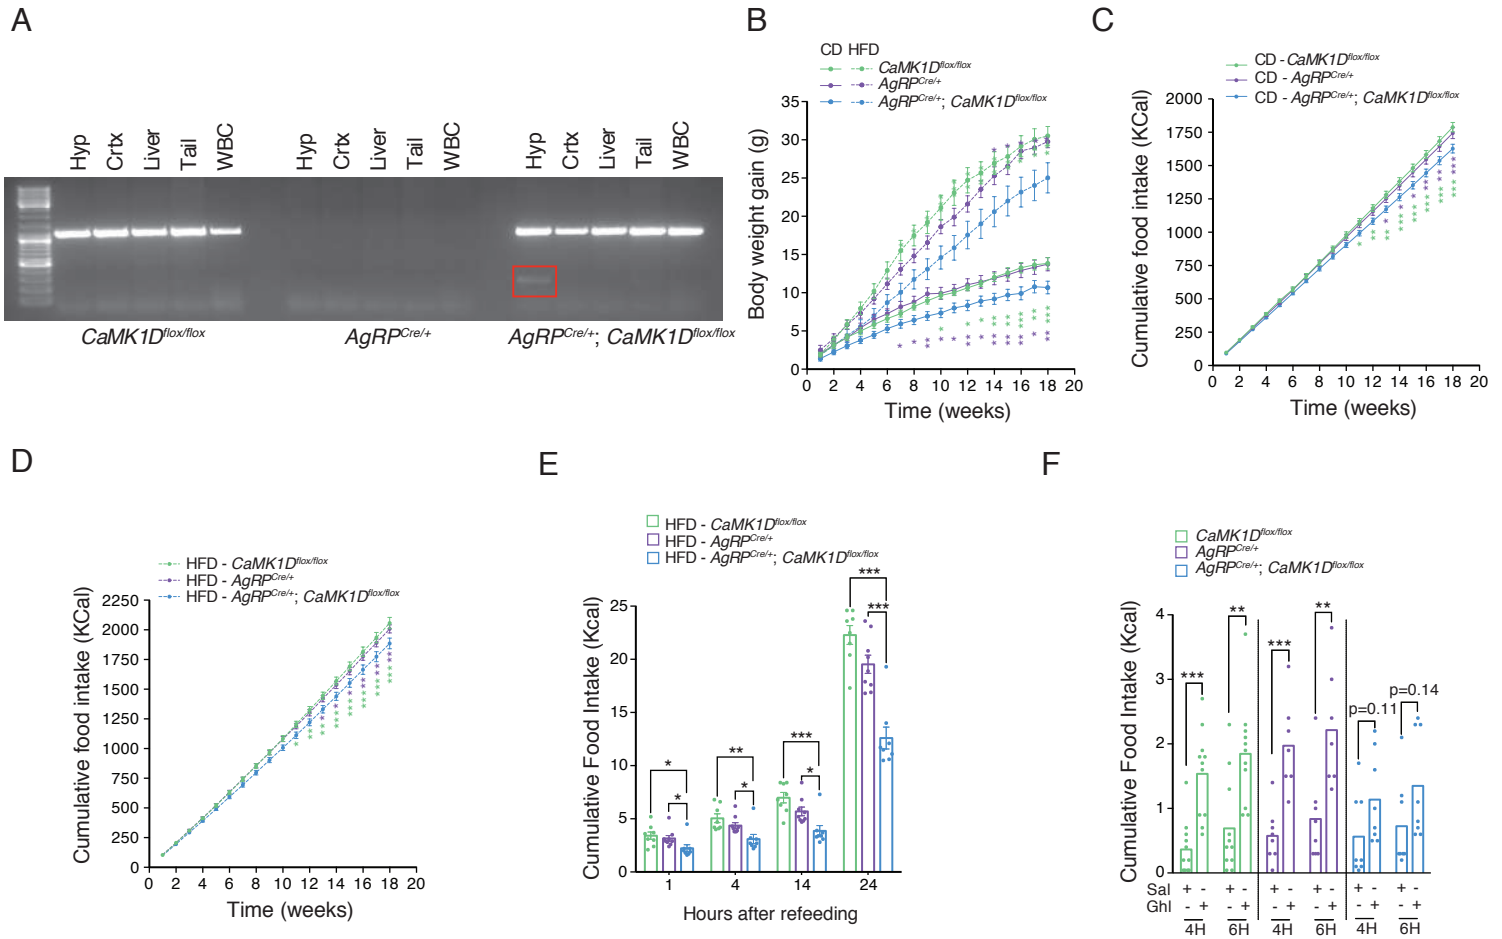 A
Hyp Crtx Liver Tail WBC Hyp Crtx Liver Tail WBC Hyp Crtx Liver Tail WBC
CaMK1Dflox/flox AgRPCre/+ AgRPCre/+; CaMK1Dflox/flox
B
CD HFD
CaMK1Dflox/flox
AgRPCre/+
AgRPCre/+; CaMK1Dflox/flox
Body weight gain (g)
35
30
25
20
15
10
5
0
0 2 4 6 8 10 12 14 16 18 20
Time (weeks)
C
CD - CaMK1Dflox/flox
CD - AgRPCre/+
CD - AgRPCre/+; CaMK1Dflox/flox
Cumulative food intake (KCal)
2000
1750
1500
1250
1000
750
500
250
0
0 2 4 6 8 10 12 14 16 18 20
Time (weeks)
D
HFD - CaMK1Dflox/flox
HFD - AgRPCre/+
HFD - AgRPCre/+; CaMK1Dflox/flox
Cumulative food intake (KCal)
2250
2000
1750
1500
1250
1000
750
500
250
0
0 2 4 6 8 10 12 14 16 18 20
Time (weeks)
E
HFD - CaMK1Dflox/flox
HFD - AgRPCre/+
HFD - AgRPCre/+; CaMK1Dflox/flox
Cumulative Food Intake (Kcal)
25
20
15
10
5
0
* * ** * *** * *** ***
1 4 14 24
Hours after refeeding
F
CaMK1Dflox/flox
AgRPCre/+
AgRPCre/+; CaMK1Dflox/flox
Cumulative Food Intake (Kcal)
4
3
2
1
0
*** ** *** ** p=0.11 p=0.14
Sal + - + - + - + - + - + -
Ghl - + - + - + - + - + - +
4H 6H 4H 6H 4H 6H